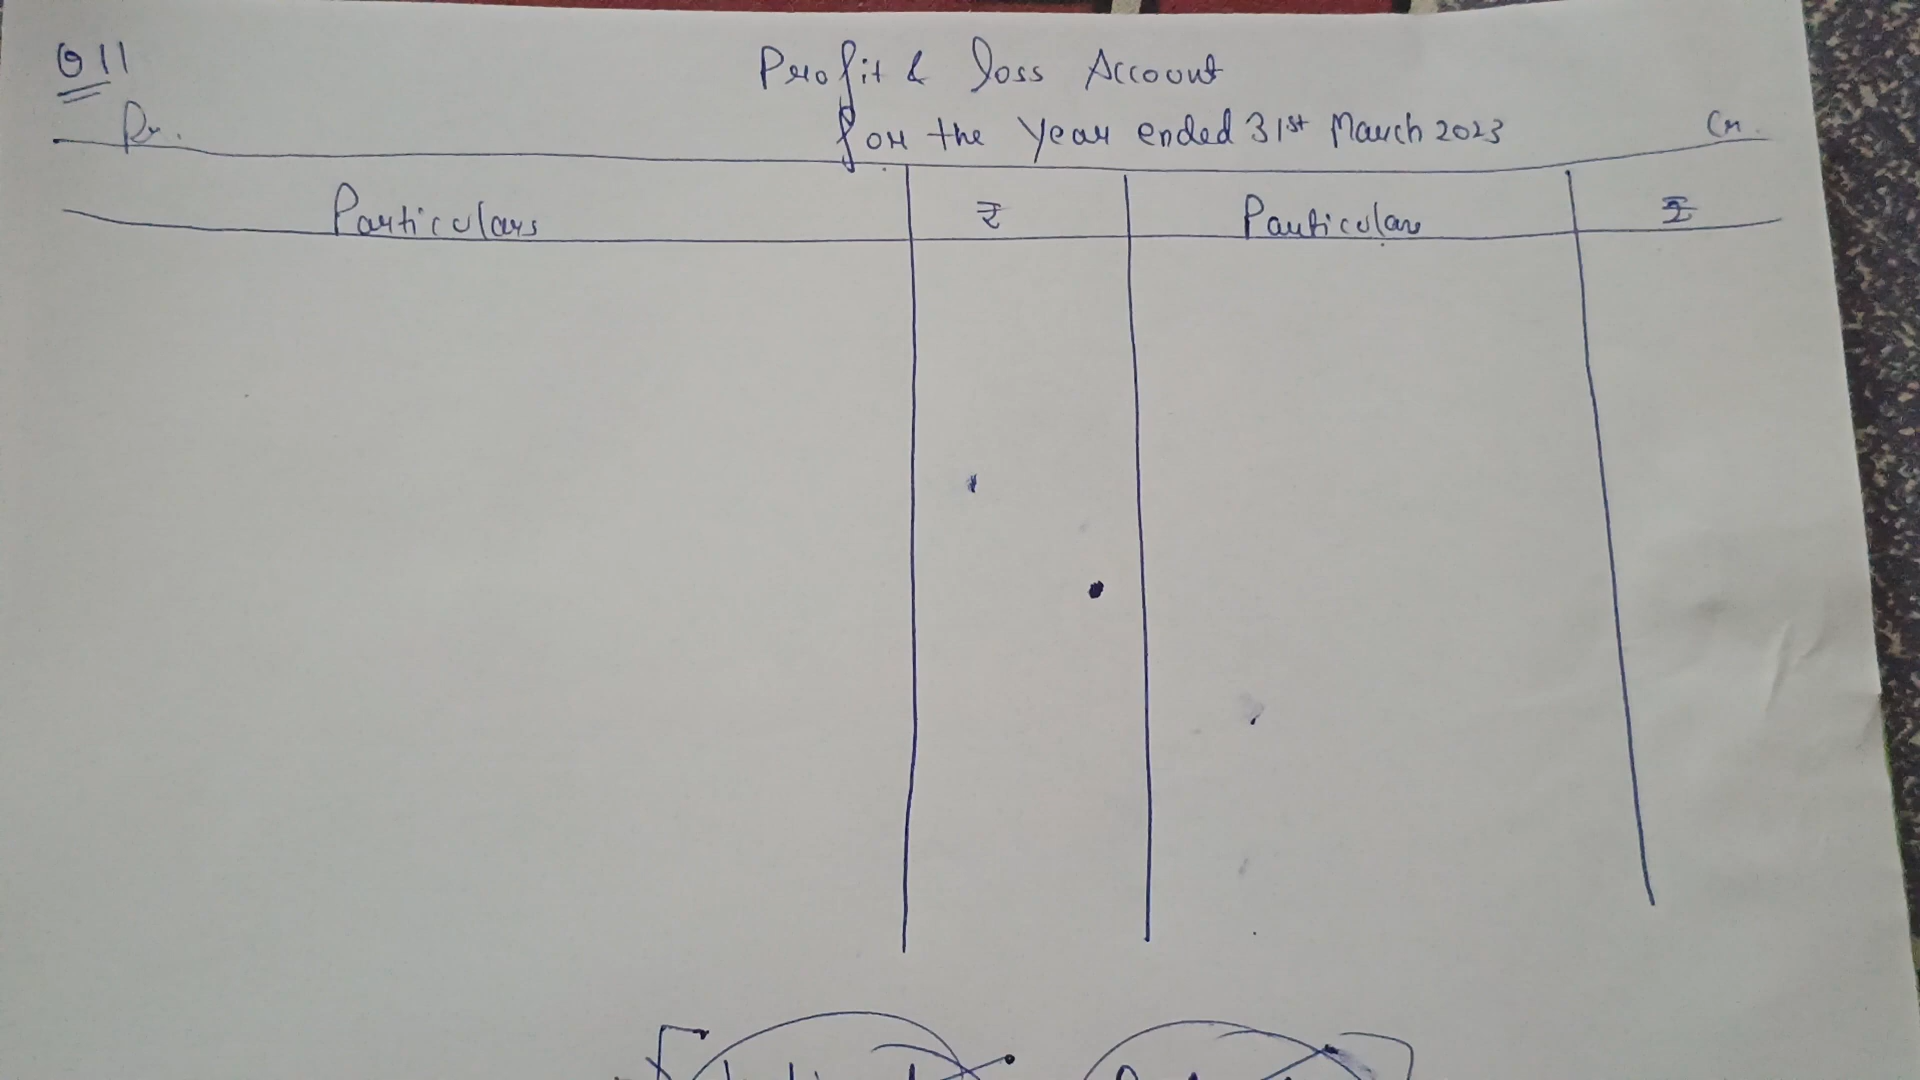 Q11
Profit & loss Account
for the Year ended 31st March 2023
Dr. Cr.
Particulars ₹ Particulars ₹